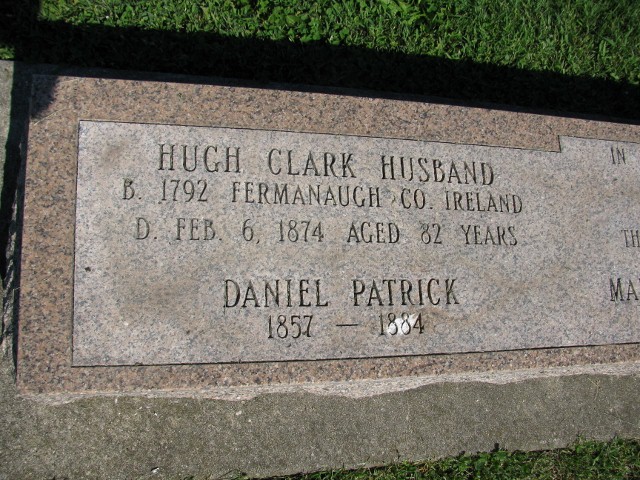 HUGH CLARK HUSBAND
B. 1792 FERMANAUGH CO. IRELAND
D. FEB. 6, 1874 AGED 82 YEARS
DANIEL PATRICK
1857 — 1884
IN
TH
MA